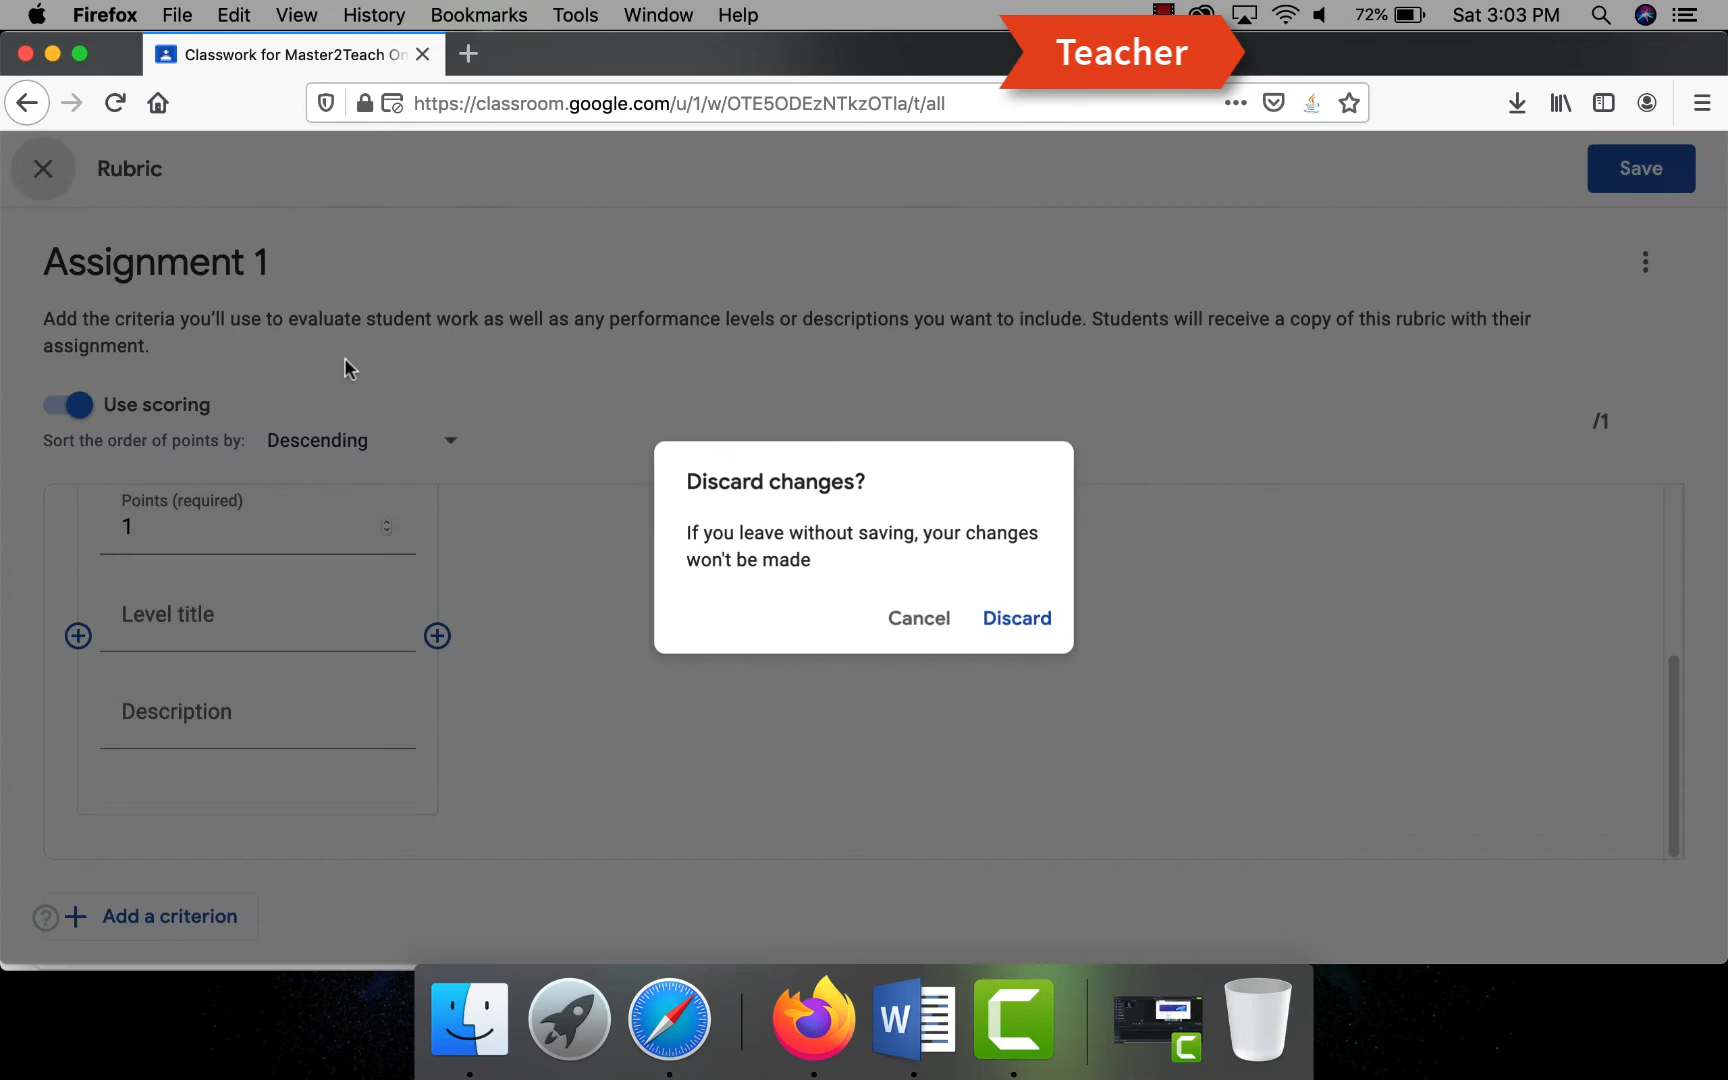 Firefox File Edit View History Bookmarks Tools Window Help 72% Sat 3:03 PM
Teacher
Classwork for Master2Teach On
https://classroom.google.com/u/1/w/OTE5ODEzNTkzOTIa/t/all
Rubric
Save
Assignment 1
Add the criteria you'll use to evaluate student work as well as any performance levels or descriptions you want to include. Students will receive a copy of this rubric with their
assignment.
Use scoring
/1
Sort the order of points by: Descending
Points (required)
1
Level title
Description
Discard changes?
If you leave without saving, your changes
won't be made
Cancel Discard
Add a criterion
W